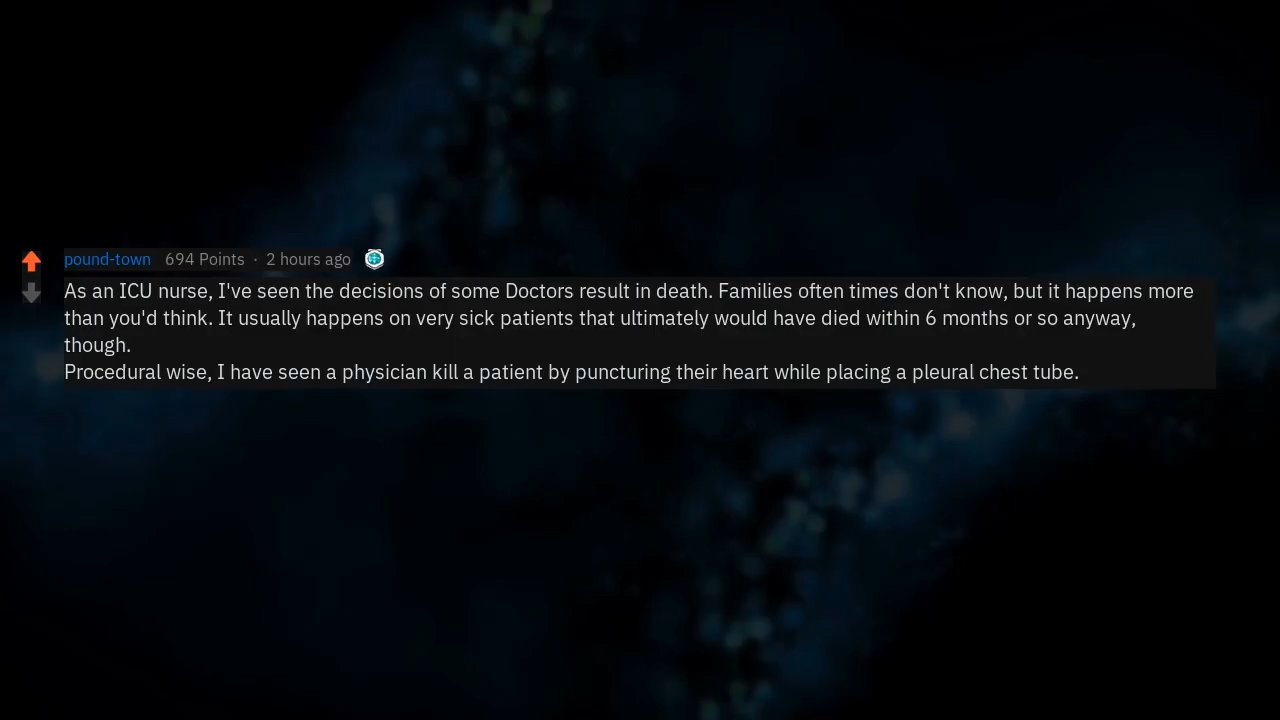 pound-town 694 Points · 2 hours ago
As an ICU nurse, I've seen the decisions of some Doctors result in death. Families often times don't know, but it happens more
than you'd think. It usually happens on very sick patients that ultimately would have died within 6 months or so anyway,
though.
Procedural wise, I have seen a physician kill a patient by puncturing their heart while placing a pleural chest tube.